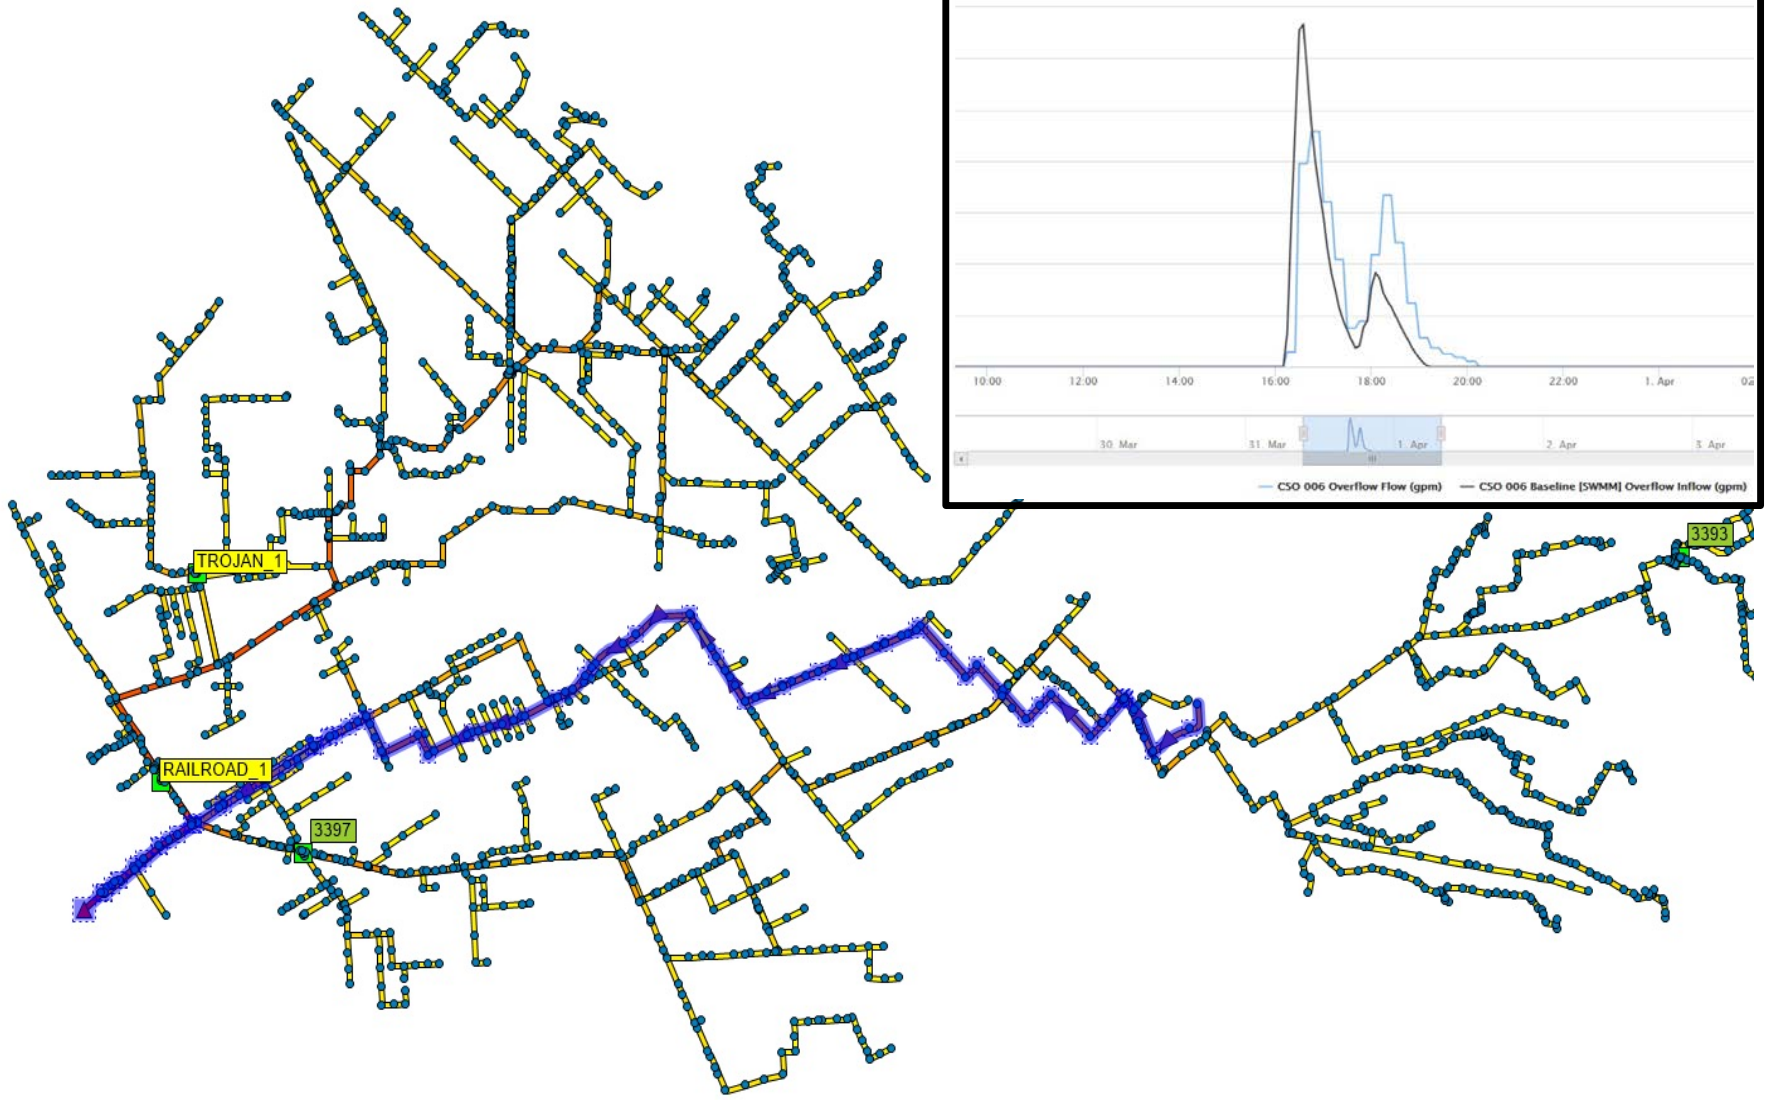 10:00 12:00 14:00 16:00 18:00 20:00 22:00 1. Apr 02
30. Mar 31. Mar 1. Apr 2. Apr 3. Apr
CSO 006 Overflow Flow (gpm) CSO 006 Baseline [SWMM] Overflow Inflow (gpm)
3393
TROJAN_1
RAILROAD_1
3397